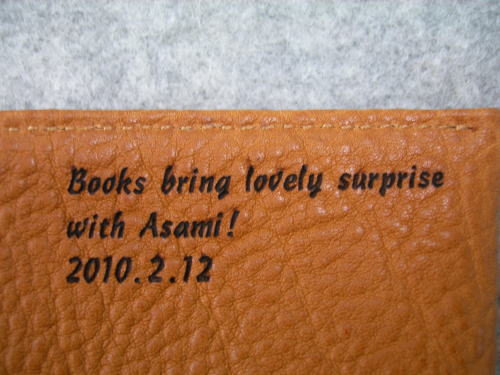 Books bring lovely surprise
with Asami!
2010.2.12